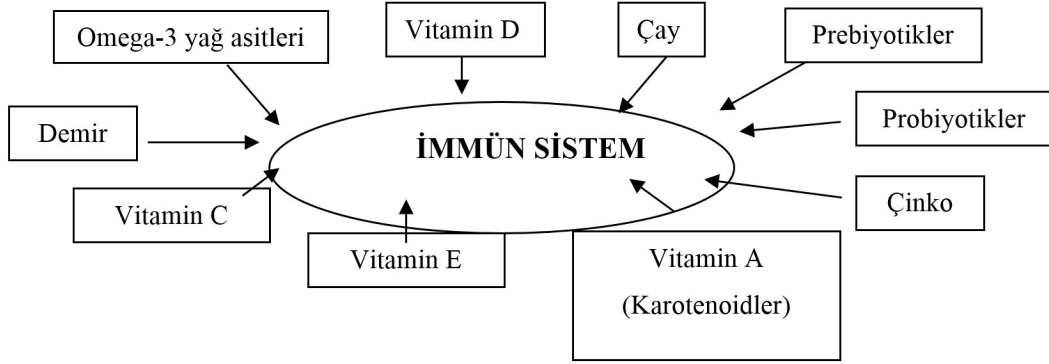 Omega-3 yağ asitleri
Vitamin D
Çay
Prebiyotikler
Demir
İMMÜN SİSTEM
Probiyotikler
Vitamin C
Çinko
Vitamin E
Vitamin A
(Karotenoidler)